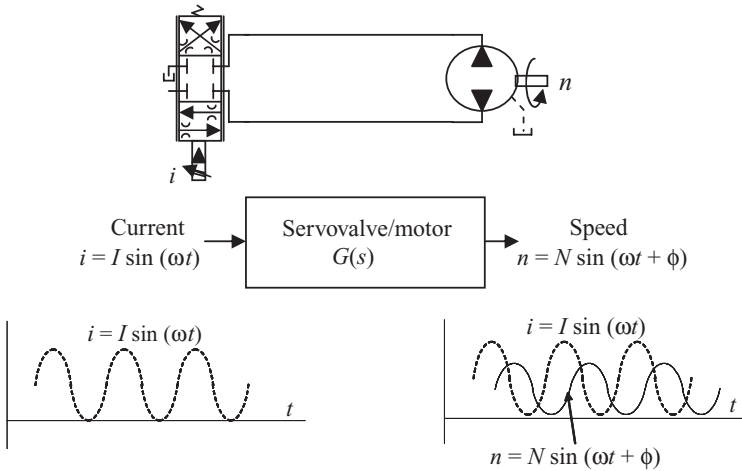 n
i
Current
i = I sin (ωt)
Servovalve/motor
G(s)
Speed
n = N sin (ωt + ϕ)
i = I sin (ωt)
t
i = I sin (ωt)
t
n = N sin (ωt + ϕ)